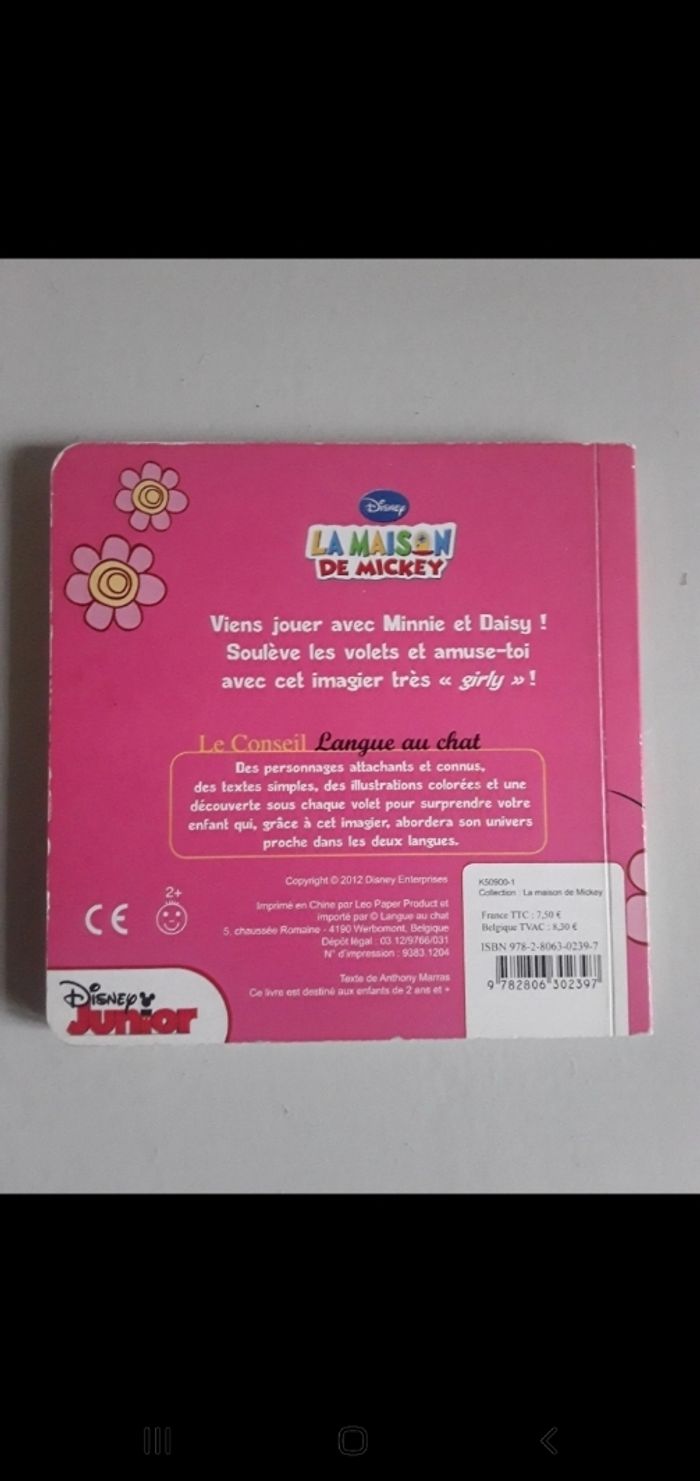 Disney
LA MAISON
DE MICKEY
Viens jouer avec Minnie et Daisy !
Soulève les volets et amuse-toi
avec cet imagier très « girly » !
Le Conseil Langue au chat
Des personnages attachants et connus,
des textes simples, des illustrations colorées et une
découverte sous chaque volet pour surprendre votre
enfant qui, grâce à cet imagier, abordera son univers
proche dans les deux langues.
Copyright © 2012 Disney Enterprises
Imprimé en Chine par Leo Paper Product et
importé par © Langue au chat
5, chaussée Romaine - 4190 Werbomont, Belgique
Dépôt légal : 03 12/9766/031
N° d'impression : 9383.1204
Texte de Anthony Marras
Ce livre est destiné aux enfants de 2 ans et +
CE
2+
Disney
Junior
K50900-1
Collection : La maison de Mickey
France TTC : 7,50 €
Belgique TVAC : 8,30 €
ISBN 978-2-8063-0239-7
9 782806 302397